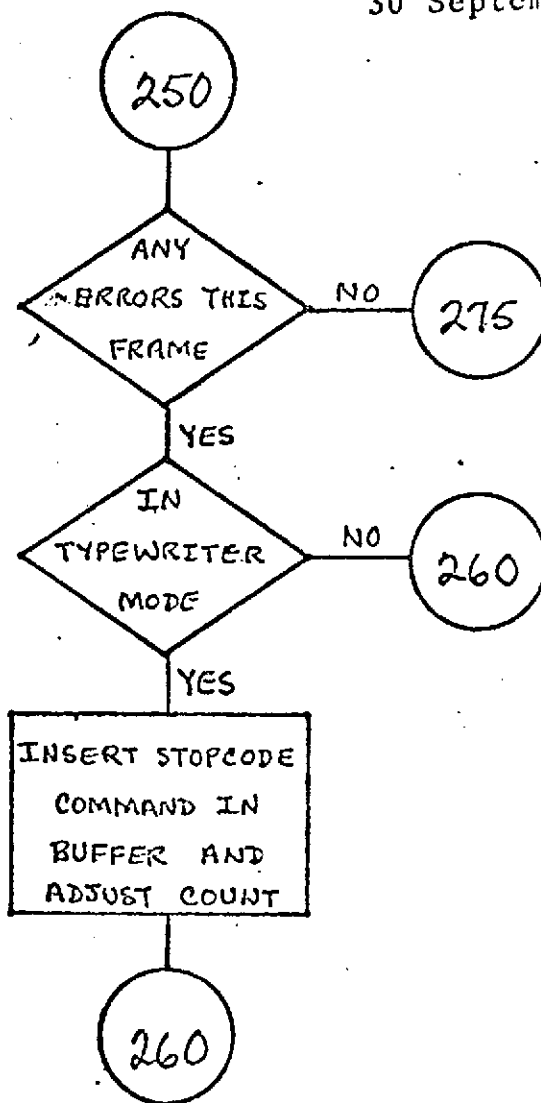 30
250
ANY
ERRORS THIS
FRAME
NO
275
YES
IN
TYPEWRITER
MODE
NO
260
YES
INSERT STOPCODE
COMMAND IN
BUFFER AND
ADJUST COUNT
260